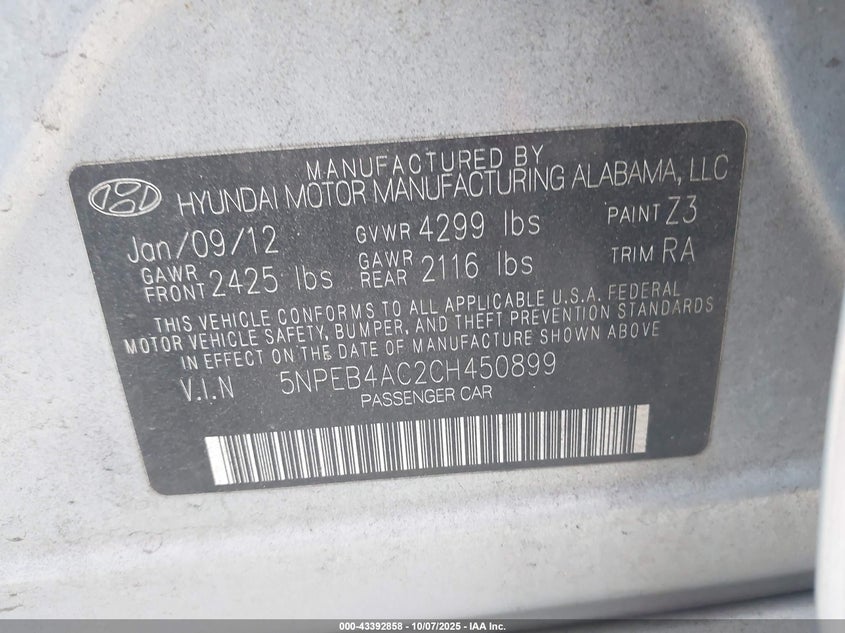 MANUFACTURED BY
HYUNDAI MOTOR MANUFACTURING ALABAMA, LLC
Jan/09/12 GVWR 4299 lbs PAINT Z3
GAWR FRONT 2425 lbs GAWR REAR 2116 lbs TRIM RA
THIS VEHICLE CONFORMS TO ALL APPLICABLE U.S.A. FEDERAL
MOTOR VEHICLE SAFETY, BUMPER, AND THEFT PREVENTION STANDARDS
IN EFFECT ON THE DATE OF MANUFACTURE SHOWN ABOVE
V.I.N 5NPEB4AC2CH450899
PASSENGER CAR
000-43392858 - 10/07/2025 - IAA Inc.